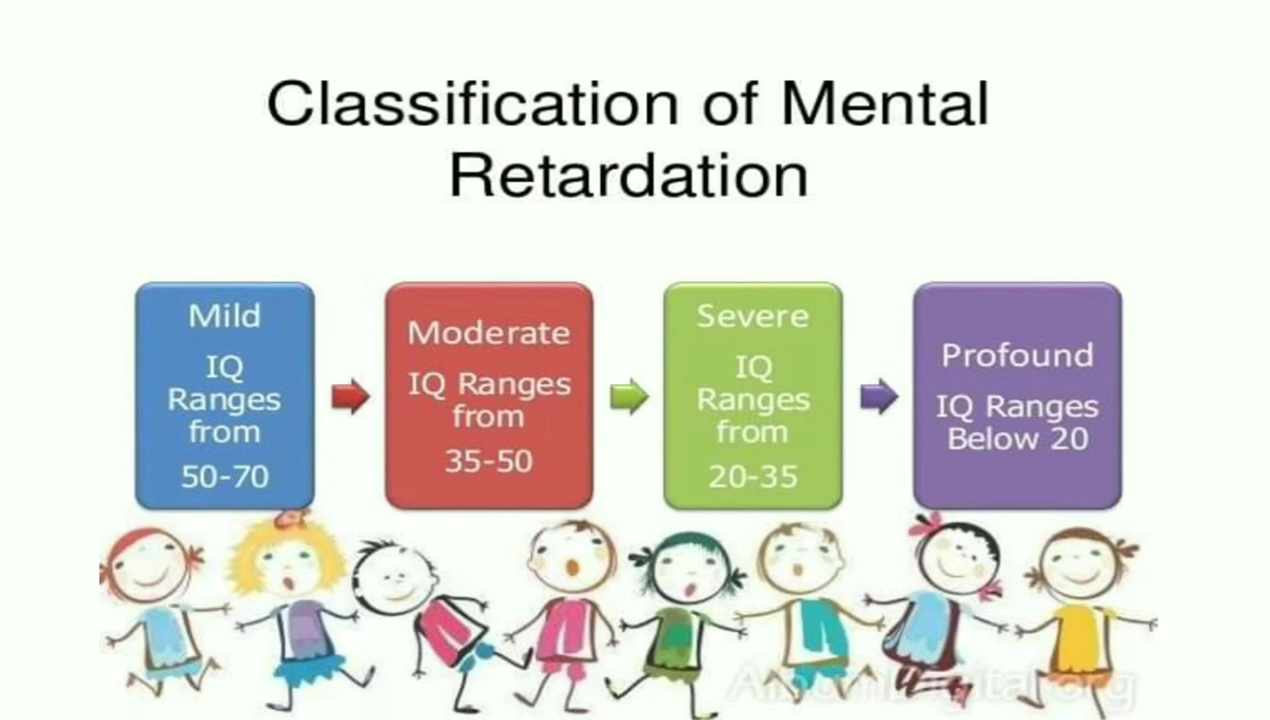 Classification of Mental
Retardation
Mild
IQ
Ranges
from
50-70
Moderate
IQ Ranges
from
35-50
Severe
IQ
Ranges
from
20-35
Profound
IQ Ranges
Below 20